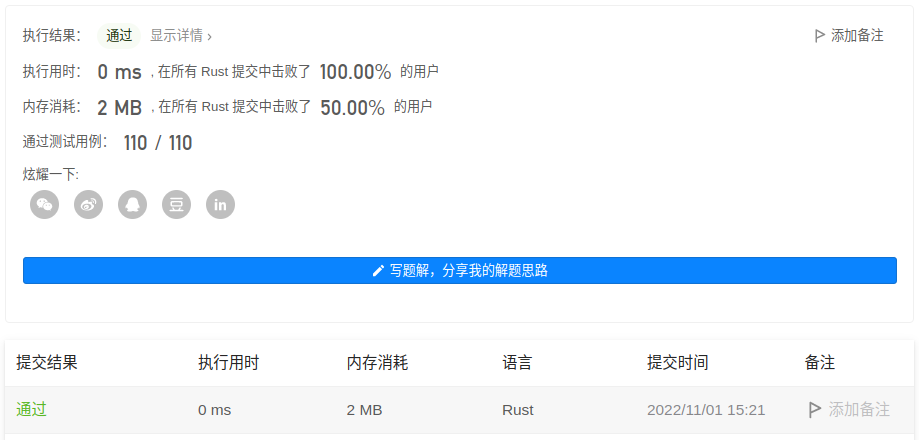 执行结果： 通过 显示详情 › 添加备注
执行用时： 0 ms , 在所有 Rust 提交中击败了 100.00% 的用户
内存消耗： 2 MB , 在所有 Rust 提交中击败了 50.00% 的用户
通过测试用例： 110 / 110
炫耀一下:
豆 in
写题解，分享我的解题思路
提交结果 执行用时 内存消耗 语言 提交时间 备注
通过 0 ms 2 MB Rust 2022/11/01 15:21 添加备注